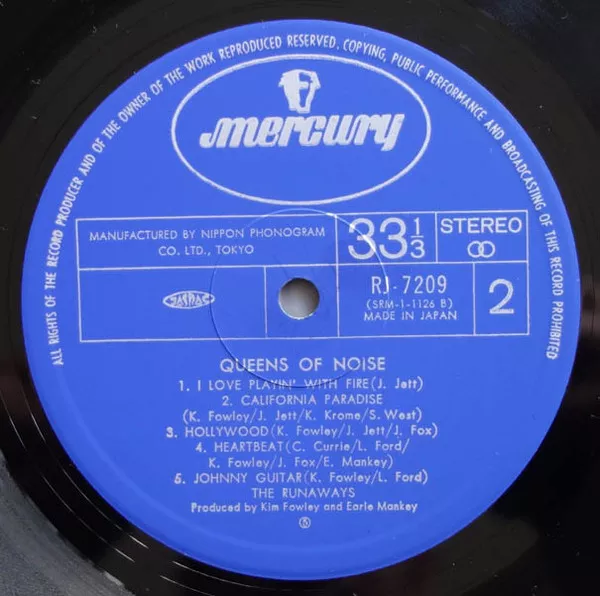 ALL RIGHTS OF THE RECORD PRODUCER AND OF THE OWNER OF THE WORK REPRODUCED RESERVED. COPYING, PUBLIC PERFORMANCE AND BROADCASTING OF THIS RECORD PROHIBITED
mercury
MANUFACTURED BY NIPPON PHONOGRAM
CO. LTD., TOKYO
33 1/3
STEREO
JASRAC
RJ-7209
(SRM-1-1126 B)
MADE IN JAPAN
2
QUEENS OF NOISE
1. I LOVE PLAYIN' WITH FIRE(J. Jett)
2. CALIFORNIA PARADISE
(K. Fowley/J. Jett/K. Krome/S. West)
3. HOLLYWOOD(K. Fowley/J. Jett/J. Fox)
4. HEARTBEAT(C. Currie/L. Ford/
K. Fowley/J. Fox/E. Mankey)
5. JOHNNY GUITAR(K. Fowley/L. Ford)
THE RUNAWAYS
Produced by Kim Fowley and Earle Mankey